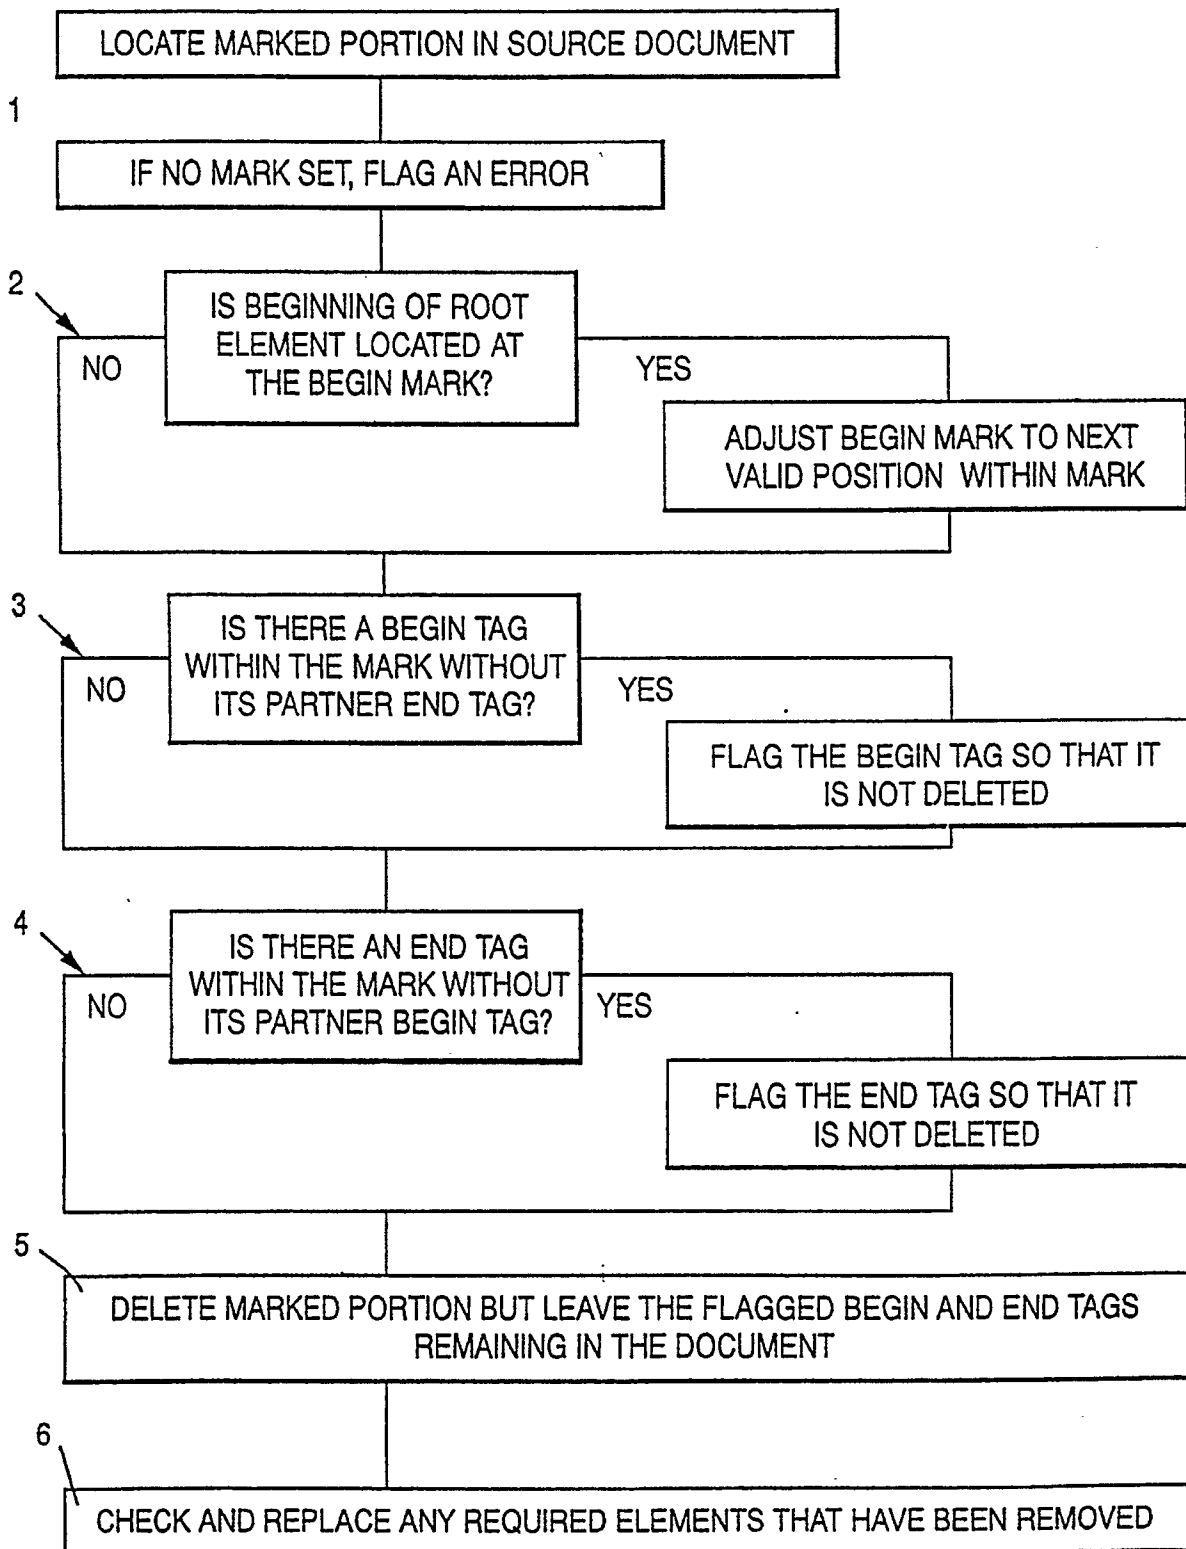 LOCATE MARKED PORTION IN SOURCE DOCUMENT
1
IF NO MARK SET, FLAG AN ERROR
2
IS BEGINNING OF ROOT
ELEMENT LOCATED AT
THE BEGIN MARK?
NO
YES
ADJUST BEGIN MARK TO NEXT
VALID POSITION WITHIN MARK
3
IS THERE A BEGIN TAG
WITHIN THE MARK WITHOUT
ITS PARTNER END TAG?
NO
YES
FLAG THE BEGIN TAG SO THAT IT
IS NOT DELETED
4
IS THERE AN END TAG
WITHIN THE MARK WITHOUT
ITS PARTNER BEGIN TAG?
NO
YES
FLAG THE END TAG SO THAT IT
IS NOT DELETED
5
DELETE MARKED PORTION BUT LEAVE THE FLAGGED BEGIN AND END TAGS
REMAINING IN THE DOCUMENT
6
CHECK AND REPLACE ANY REQUIRED ELEMENTS THAT HAVE BEEN REMOVED